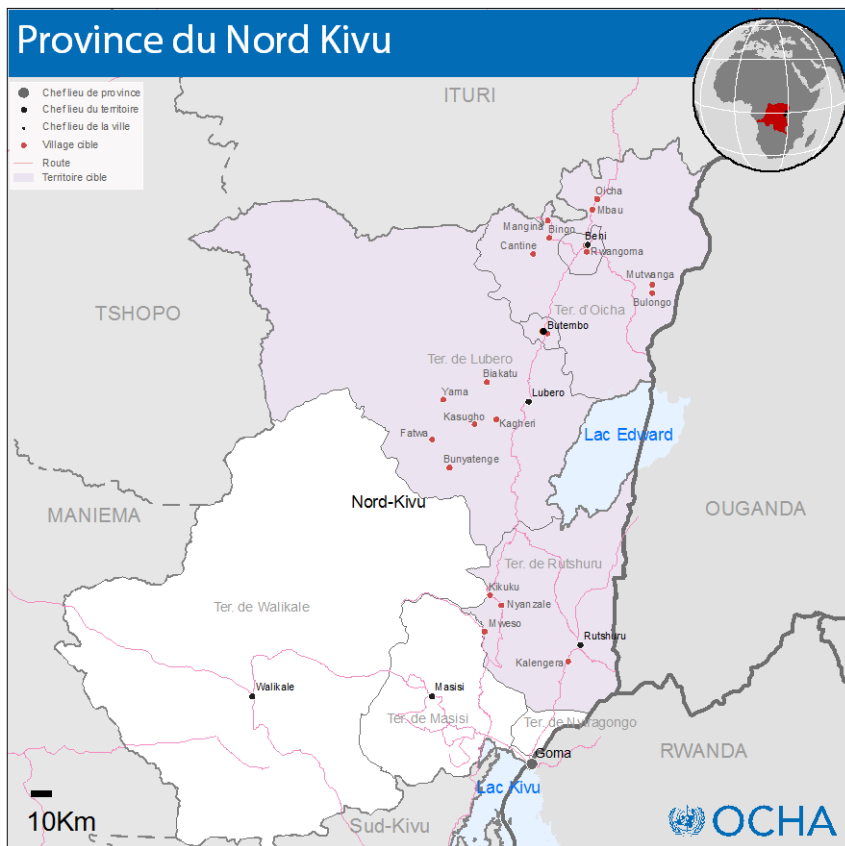 Province du Nord Kivu
Chef lieu de province
Chef lieu du territoire
Chef lieu de la ville
Village cible
Route
Territoire cible
ITURI
Oicha
Mbau
Mangina
Bingo
Beni
Cantine
Rwangoma
Mutwanga
Bulongo
TSHOPO
Ter. d'Oicha
Butembo
Ter. de Lubero
Biakatu
Yama
Lubero
Kasugho
Kagheri
Fatwa
Lac Edward
Bunyatenge
Nord-Kivu
MANIEMA
OUGANDA
Ter. de Rutshuru
Kikuku
Ter. de Walikale
Nyanzale
Mweso
Rutshuru
Kalengera
Walikale
Masisi
Ter. de Masisi
Ter. de Nyiragongo
Goma
RWANDA
Lac Kivu
10Km
Sud-Kivu
OCHA